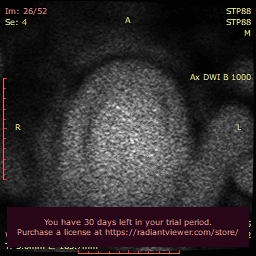 Im: 26/52
Se: 4
A
STP88
STP88
M
Ax DWI B 1000
R
L
You have 30 days left in your trial period.
Purchase a license at https://radiantviewer.com/store/